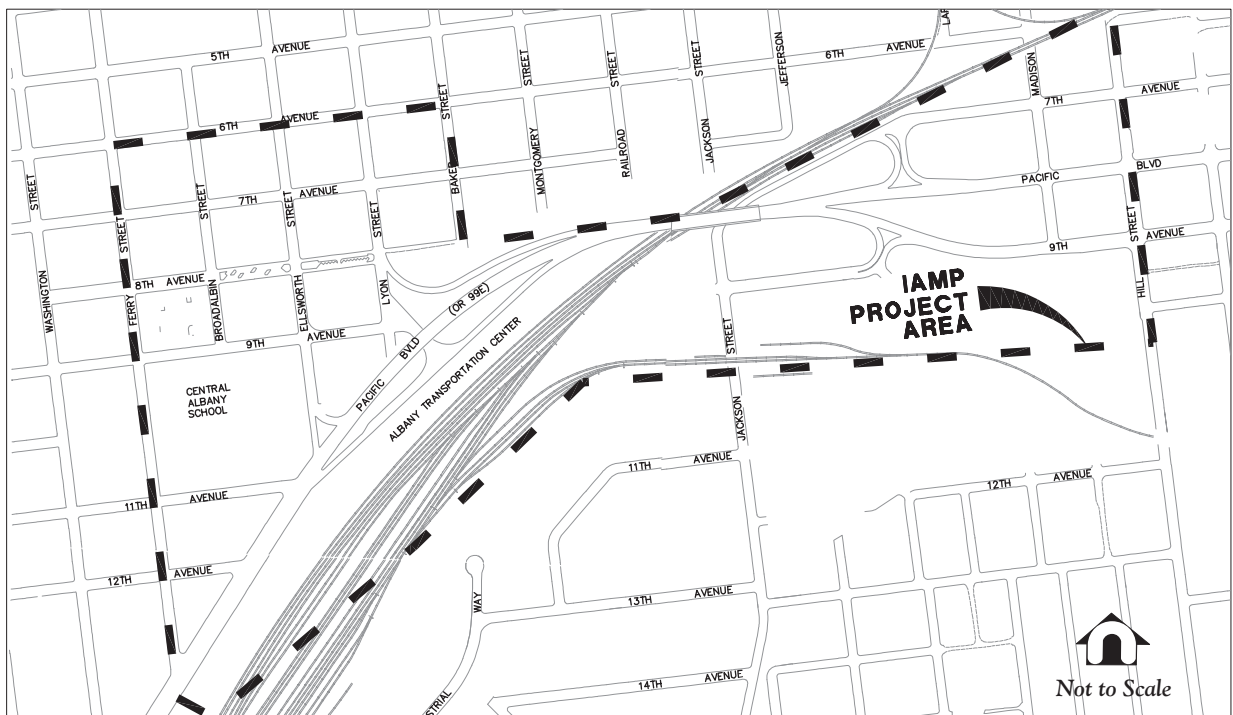 5TH AVENUE
6TH AVENUE
6TH AVENUE
7TH AVENUE
7TH AVENUE
8TH AVENUE
9TH AVENUE
9TH AVENUE
11TH AVENUE
11TH AVENUE
12TH AVENUE
12TH AVENUE
13TH AVENUE
14TH AVENUE
WASHINGTON STREET
FERRY STREET
BROADALBIN STREET
ELLSWORTH STREET
LYON STREET
BAKER STREET
MONTGOMERY STREET
RAILROAD STREET
JACKSON STREET
JEFFERSON
MADISON
HILL STREET
JACKSON STREET
PACIFIC BLVD
PACIFIC BVLD (OR 99E)
ALBANY TRANSPORTATION CENTER
CENTRAL
ALBANY
SCHOOL
IAMP
PROJECT
AREA
STRIAL WAY
LAF
Not to Scale